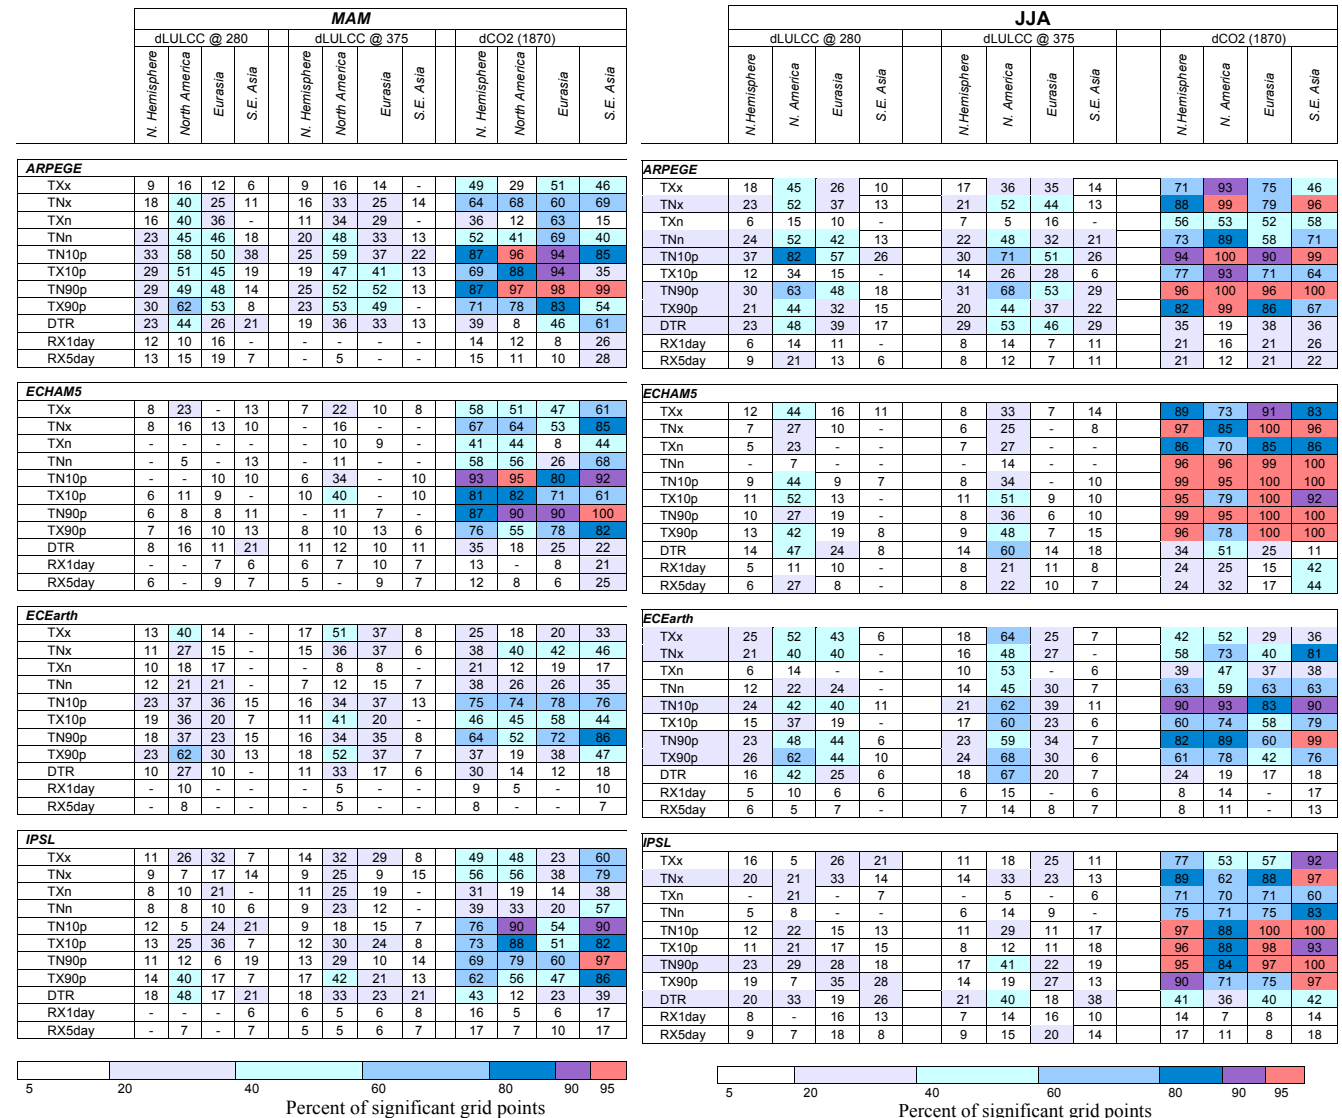 MAM
dLULCC @ 280 dLULCC @ 375 dCO2 (1870)
N. Hemisphere North America Eurasia S.E. Asia N. Hemisphere North America Eurasia S.E. Asia N. Hemisphere North America Eurasia S.E. Asia
ARPEGE
TXx 9 16 12 6 9 16 14 - 49 29 51 46
TNx 18 40 25 11 16 33 25 14 64 68 60 69
TXn 16 40 36 - 11 34 29 - 36 12 63 15
TNn 23 45 46 18 20 48 33 13 52 41 69 40
TN10p 33 58 50 38 25 59 37 22 87 96 94 85
TX10p 29 51 45 19 19 47 41 13 69 88 94 35
TN90p 29 49 48 14 25 52 52 13 87 97 98 99
TX90p 30 62 53 8 23 53 49 - 71 78 83 54
DTR 23 44 26 21 19 36 33 13 39 8 46 61
RX1day 12 10 16 - - - - - 14 12 8 26
RX5day 13 15 19 7 - 5 - - 15 11 10 28
ECHAM5
TXx 8 23 - 13 7 22 10 8 58 51 47 61
TNx 8 16 13 10 - 16 - - 67 64 53 85
TXn - - - - - 10 9 - 41 44 8 44
TNn - 5 - 13 - 11 - - 58 56 26 68
TN10p - - 10 10 6 34 - 10 93 95 80 92
TX10p 6 11 9 - 10 40 - 10 81 82 71 61
TN90p 6 8 8 11 - 11 7 - 87 90 90 100
TX90p 7 16 10 13 8 10 13 6 76 55 78 82
DTR 8 16 11 21 11 12 10 11 35 18 25 22
RX1day - - 7 6 6 7 10 7 13 - 8 21
RX5day 6 - 9 7 5 - 9 7 12 8 6 25
ECEarth
TXx 13 40 14 - 17 51 37 8 25 18 20 33
TNx 11 27 15 - 15 36 37 6 38 40 42 46
TXn 10 18 17 - - 8 8 - 21 12 19 17
TNn 12 21 21 - 7 12 15 7 38 26 26 35
TN10p 23 37 36 15 16 34 37 13 75 74 78 76
TX10p 19 36 20 7 11 41 20 - 46 45 58 44
TN90p 18 37 23 15 16 34 35 8 64 52 72 86
TX90p 23 62 30 13 18 52 37 7 37 19 38 47
DTR 10 27 10 - 11 33 17 6 30 14 12 18
RX1day - 10 - - - 5 - - 9 5 - 10
RX5day - 8 - - - 5 - - 8 - - 7
IPSL
TXx 11 26 32 7 14 32 29 8 49 48 23 60
TNx 9 7 17 14 9 25 9 15 56 56 38 79
TXn 8 10 21 - 11 25 19 - 31 19 14 38
TNn 8 8 10 6 9 23 12 - 39 33 20 57
TN10p 12 5 24 21 9 18 15 7 76 90 54 90
TX10p 13 25 36 7 12 30 24 8 73 88 51 82
TN90p 11 12 6 19 13 29 10 14 69 79 60 97
TX90p 14 40 17 7 17 42 21 13 62 56 47 86
DTR 18 48 17 21 18 33 23 21 43 12 23 39
RX1day - - - 6 6 5 6 8 16 5 6 17
RX5day - 7 - 7 5 5 6 7 17 7 10 17
5 20 40 60 80 90 95
Percent of significant grid points
JJA
dLULCC @ 280 dLULCC @ 375 dCO2 (1870)
N.Hemisphere N. America Eurasia S.E. Asia N.Hemisphere N. America Eurasia S.E. Asia N.Hemisphere N. America Eurasia S.E. Asia
ARPEGE
TXx 18 45 26 10 17 36 35 14 71 93 75 46
TNx 23 52 37 13 21 52 44 13 88 99 79 96
TXn 6 15 10 - 7 5 16 - 56 53 52 58
TNn 24 52 42 13 22 48 32 21 73 89 58 71
TN10p 37 82 57 26 30 71 51 26 94 100 90 99
TX10p 12 34 15 - 14 26 28 6 77 93 71 64
TN90p 30 63 48 18 31 68 53 29 96 100 96 100
TX90p 21 44 32 15 20 44 37 22 82 99 86 67
DTR 23 48 39 17 29 53 46 29 35 19 38 36
RX1day 6 14 11 - 8 14 7 11 21 16 21 26
RX5day 9 21 13 6 8 12 7 11 21 12 21 22
ECHAM5
TXx 12 44 16 11 8 33 7 14 89 73 91 83
TNx 7 27 10 - 6 25 - 8 97 85 100 96
TXn 5 23 - - 7 27 - - 86 70 85 86
TNn - 7 - - - 14 - - 96 96 99 100
TN10p 9 44 9 7 8 34 - 10 99 95 100 100
TX10p 11 52 13 - 11 51 9 10 95 79 100 92
TN90p 10 27 19 - 8 36 6 10 99 95 100 100
TX90p 13 42 19 8 9 48 7 15 96 78 100 100
DTR 14 47 24 8 14 60 14 18 34 51 25 11
RX1day 5 11 10 - 8 21 11 8 24 25 15 42
RX5day 6 27 8 - 8 22 10 7 24 32 17 44
ECEarth
TXx 25 52 43 6 18 64 25 7 42 52 29 36
TNx 21 40 40 - 16 48 27 - 58 73 40 81
TXn 6 14 - - 10 53 - 6 39 47 37 38
TNn 12 22 24 - 14 45 30 7 63 59 63 63
TN10p 24 42 40 11 21 62 39 11 90 93 83 90
TX10p 15 37 19 - 17 60 23 6 60 74 58 79
TN90p 23 48 44 6 23 59 34 7 82 89 60 99
TX90p 26 62 44 10 24 68 30 6 61 78 42 76
DTR 16 42 25 6 18 67 20 7 24 19 17 18
RX1day 5 10 6 6 6 15 - 6 8 14 - 17
RX5day 6 5 7 - 7 14 8 7 8 11 - 13
IPSL
TXx 16 5 26 21 11 18 25 11 77 53 57 92
TNx 20 21 33 14 14 33 23 13 89 62 88 97
TXn - 21 - 7 - 5 - 6 71 70 71 60
TNn 5 8 - - 6 14 9 - 75 71 75 83
TN10p 12 22 15 13 11 29 11 17 97 88 100 100
TX10p 11 21 17 15 8 12 11 18 96 88 98 93
TN90p 23 29 28 18 17 41 22 19 95 84 97 100
TX90p 19 7 35 28 14 19 27 13 90 71 75 97
DTR 20 33 19 26 21 40 18 38 41 36 40 42
RX1day 8 - 16 13 7 14 16 10 14 7 8 14
RX5day 9 7 18 8 9 15 20 14 17 11 8 18
5 20 40 60 80 90 95
Percent of significant grid points